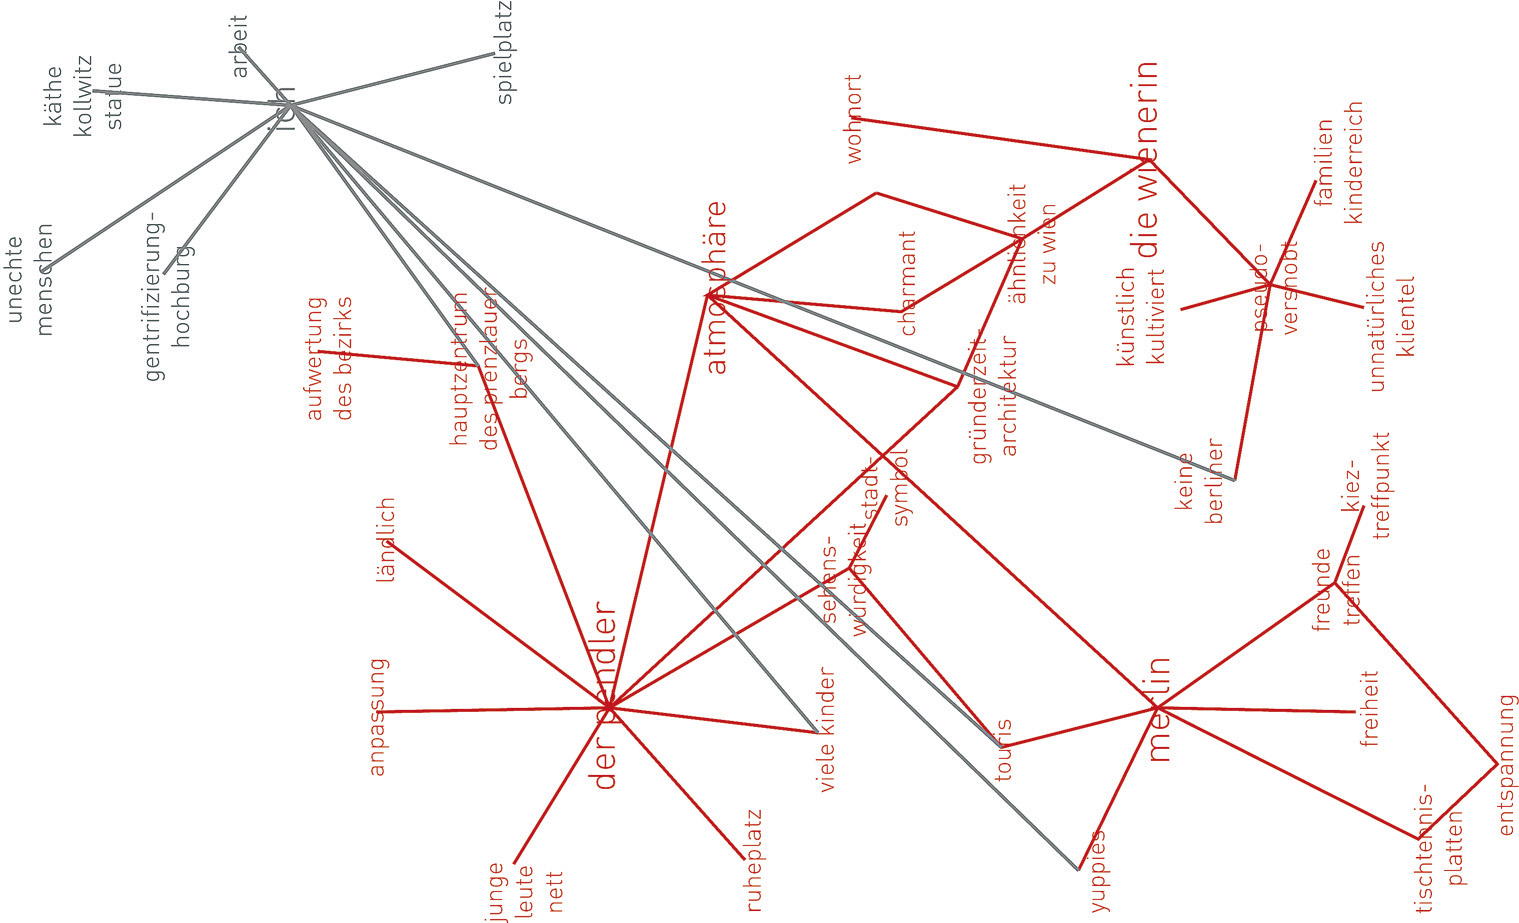 unechte
menschen
käthe
kollwitz
statue
gentrifizierung-
hochburg
arbeit
ich
spielplatz
aufwertung
des bezirks
hauptzentrum
des prenzlauer
bergs
ländlich
anpassung
junge
leute
nett
der pendler
ruheplatz
viele kinder
atmosphäre
sehens-
würdigkeit
stadt-
symbol
wohnort
charmant
gründerzeit-
architektur
ähnlichkeit
zu wien
touris
yuppies
die wienerin
merlin
künstlich
kultiviert
keine
berliner
pseudo-
versnobt
familien
kinderreich
unnatürliches
klientel
freunde
treffen
kiez-
treffpunkt
freiheit
tischtennis-
platten
entspannung